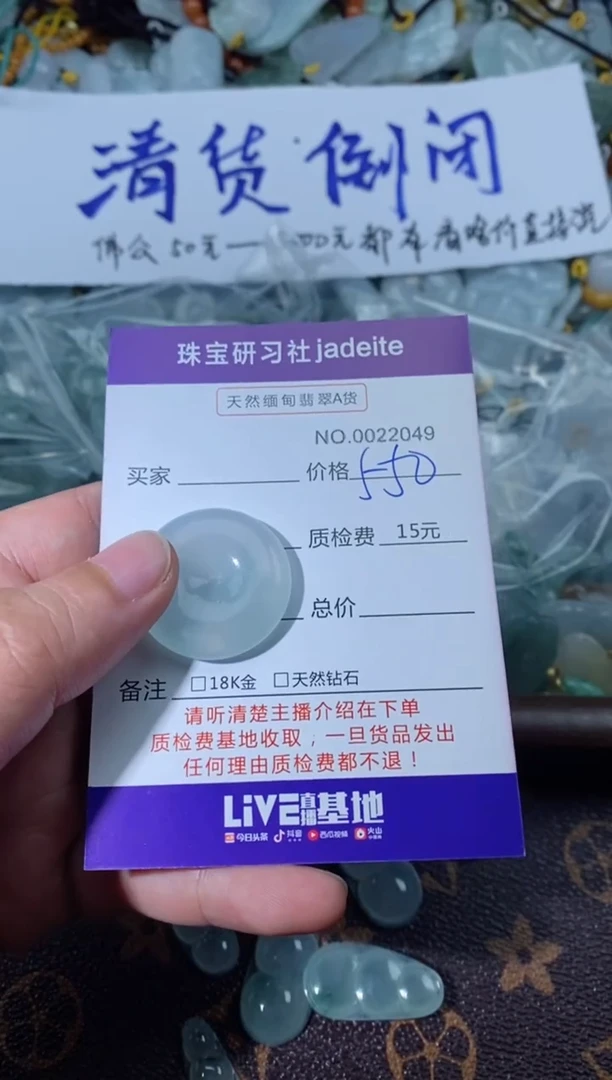 清货倒闭
珠宝研习社jadeite
天然缅甸翡翠A货
NO.0022049
买家 价格 550
质检费 15元
总价
备注 □18K金 □天然钻石
请听清楚主播介绍在下单
质检费基地收取，一旦货品发出
任何理由质检费都不退！
LiVE直播基地
今日头条 抖音 西瓜视频 火山